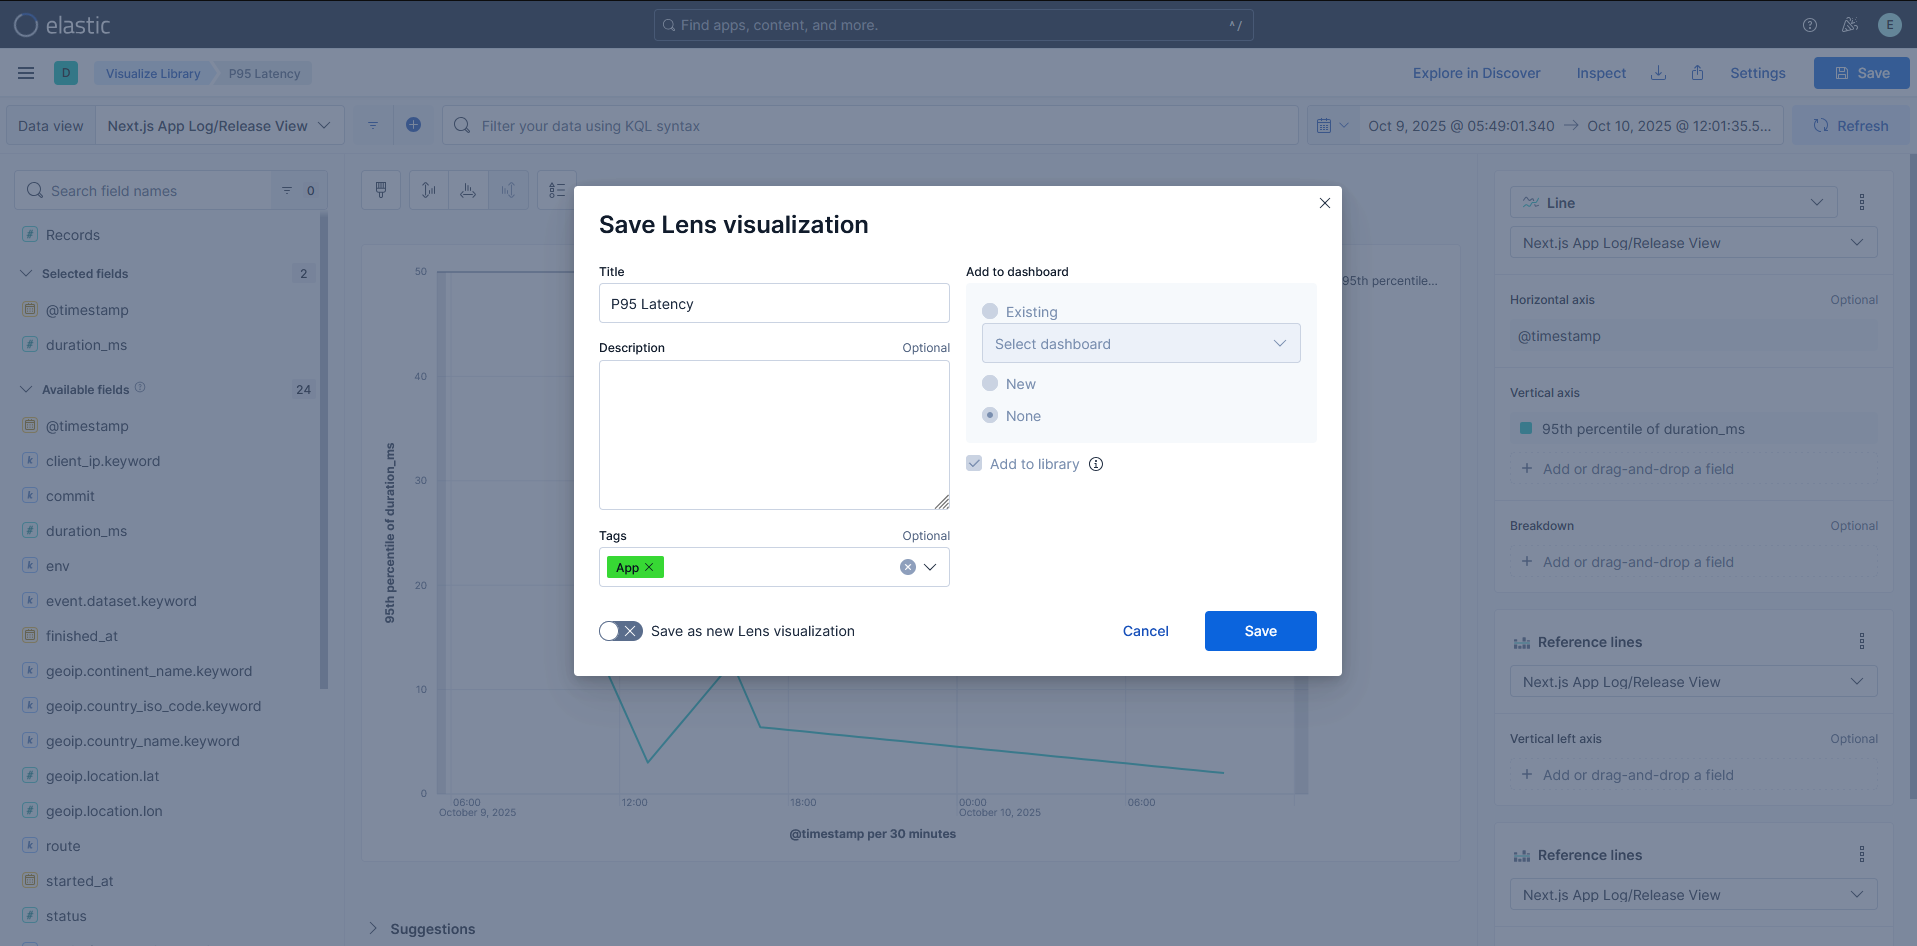 elastic
Find apps, content, and more.
^ /
E
D
Visualize Library
P95 Latency
Explore in Discover
Inspect
Settings
Save
Data view
Next.js App Log/Release View
Filter your data using KQL syntax
Oct 9, 2025 @ 05:49:01.340
Oct 10, 2025 @ 12:01:35.5...
Refresh
Search field names
0
Records
Selected fields
2
@timestamp
duration_ms
Available fields
24
@timestamp
client_ip.keyword
commit
duration_ms
env
event.dataset.keyword
finished_at
geoip.continent_name.keyword
geoip.country_iso_code.keyword
geoip.country_name.keyword
geoip.location.lat
geoip.location.lon
route
started_at
status
50
40
30
20
10
0
95th percentile of duration_ms
06:00
October 9, 2025
12:00
18:00
00:00
October 10, 2025
06:00
@timestamp per 30 minutes
95th percentile...
Suggestions
Save Lens visualization
Title
P95 Latency
Description
Optional
Tags
Optional
App
Save as new Lens visualization
Add to dashboard
Existing
Select dashboard
New
None
Add to library
Cancel
Save
Line
Next.js App Log/Release View
Horizontal axis
Optional
@timestamp
Vertical axis
95th percentile of duration_ms
Add or drag-and-drop a field
Breakdown
Optional
Add or drag-and-drop a field
Reference lines
Next.js App Log/Release View
Vertical left axis
Optional
Add or drag-and-drop a field
Reference lines
Next.js App Log/Release View